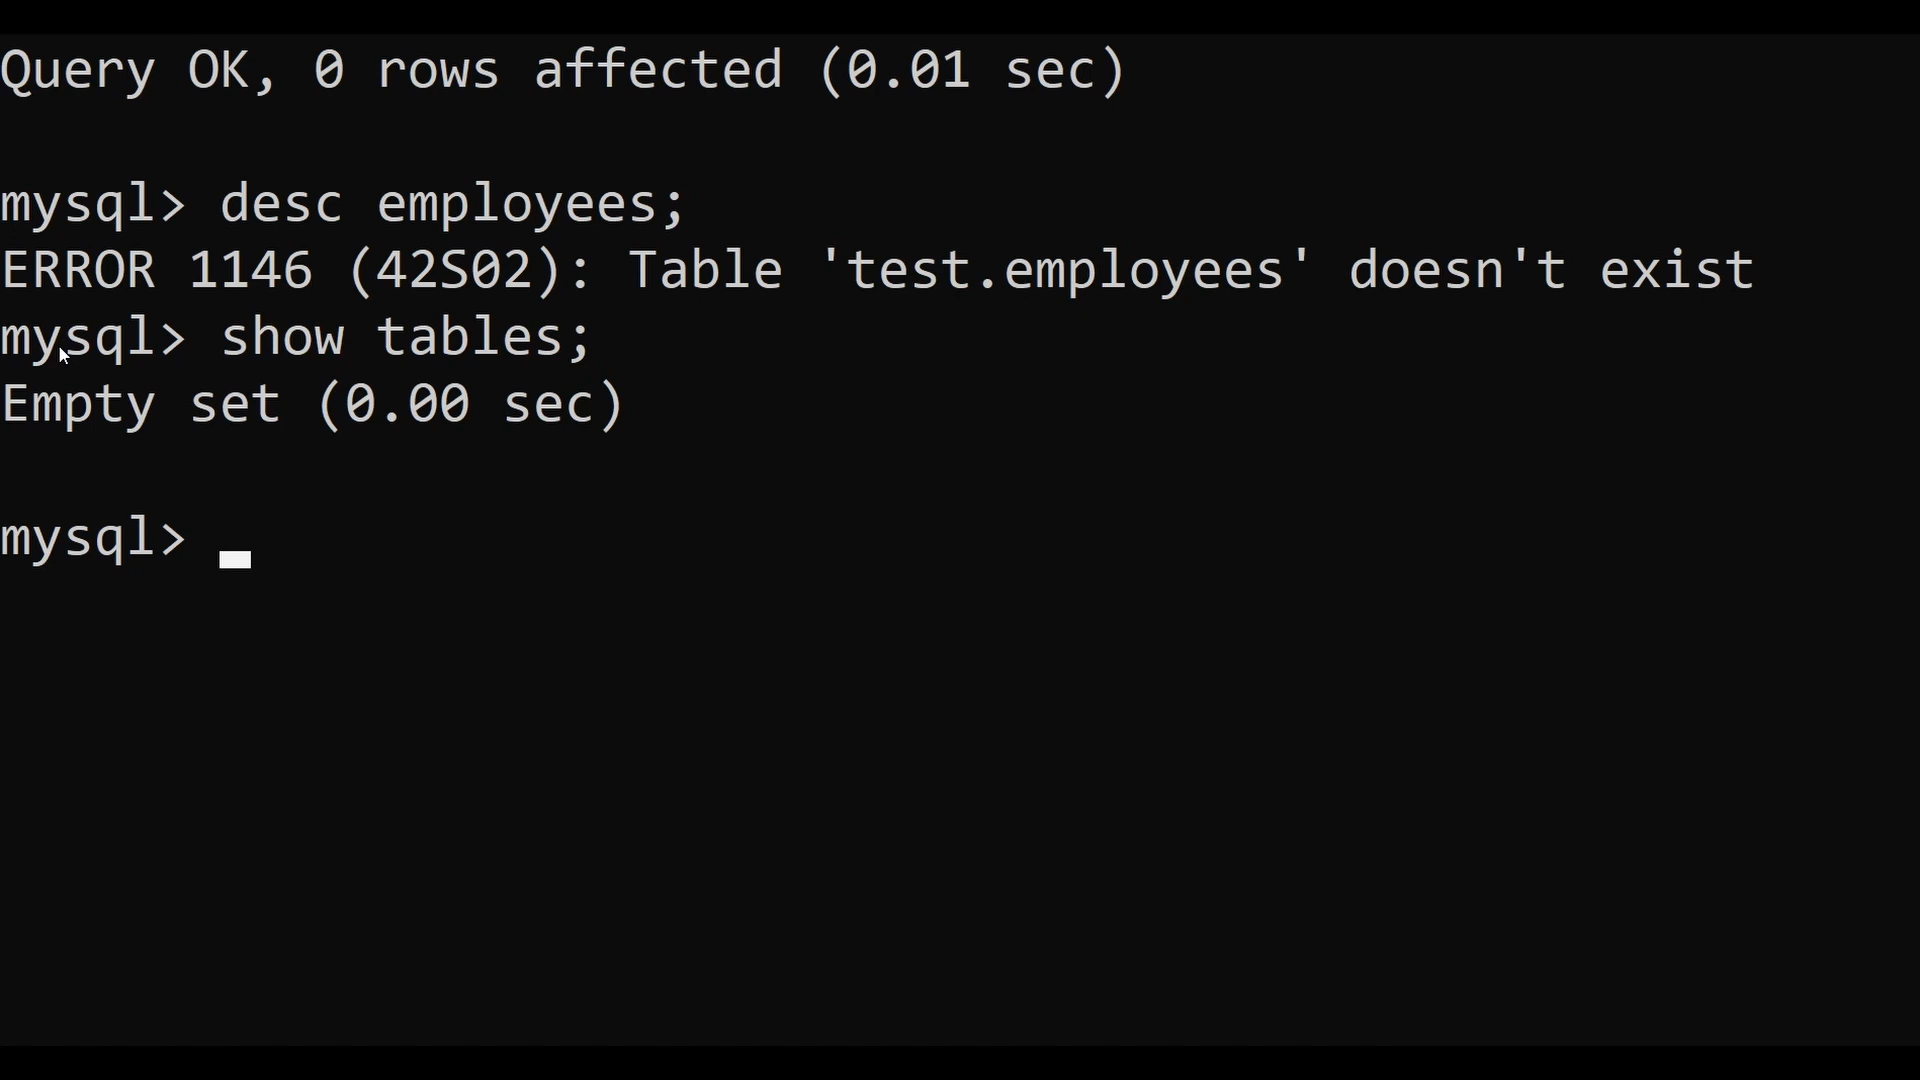 Query OK, 0 rows affected (0.01 sec)
mysql> desc employees;
ERROR 1146 (42S02): Table 'test.employees' doesn't exist
mysql> show tables;
Empty set (0.00 sec)
mysql>